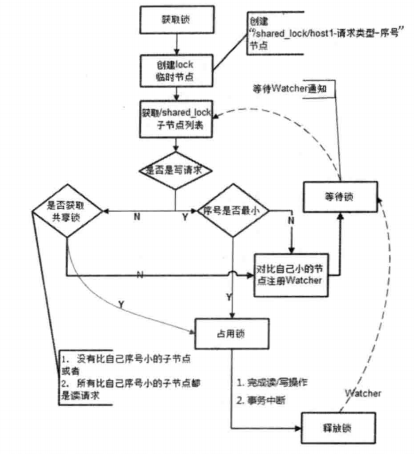 获取锁
创建
“/shared_lock/host1-请求类型-序号”
节点
创建lock
临时节点
获取/shared_lock
子节点列表
等待Watcher通知
是否是写请求
是否获取
共享锁
N
Y
序号是否最小
N
等待锁
N
对比自己小的节
点注册Watcher
Y
Y
占用锁
1. 没有比自己序号小的子节点
或者
2. 所有比自己序号小的子节点都
是读请求
1. 完成读/写操作
2. 事务中断
Watcher
释放锁